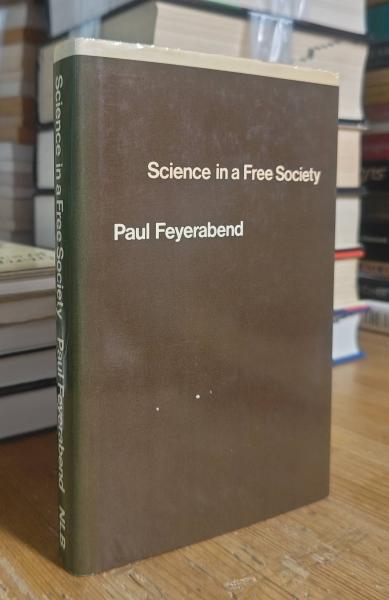 Science in a Free Society
Paul Feyerabend
Science in a Free Society Paul Feyerabend NLB